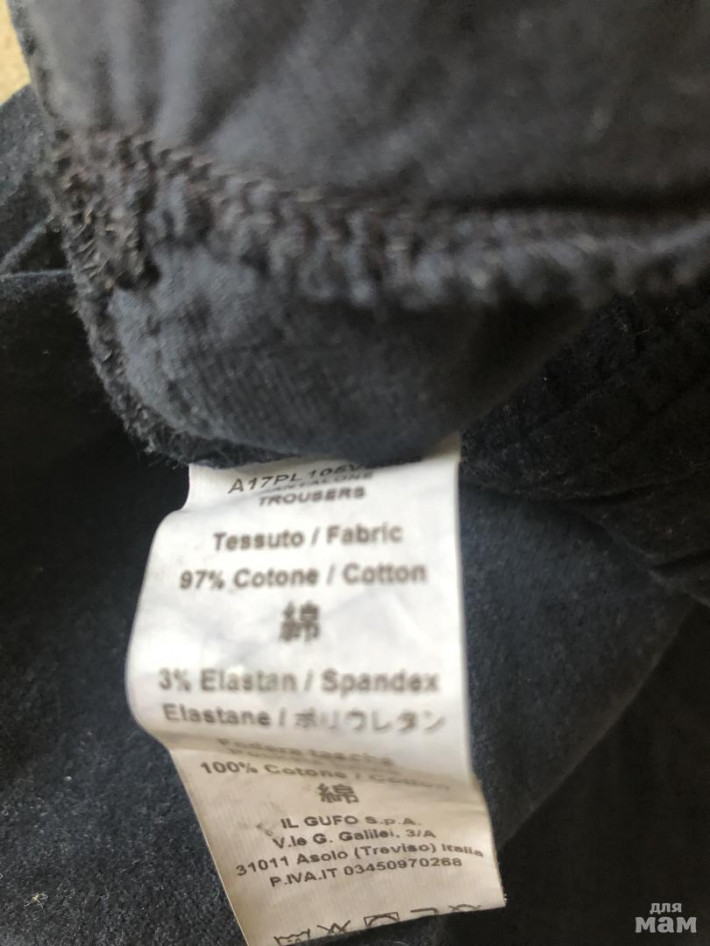 TROUSERS
Tessuto / Fabric
97% Cotone / Cotton
綿
3% Elastan / Spandex
Elastane / ポリウレタン
100% Cotone / Cotton
綿
IL GUFO S.p.A.
V.le G. Galilei, 3/A
31011 Asolo (Treviso) Italia
P.IVA.IT 03450970268
для
мам